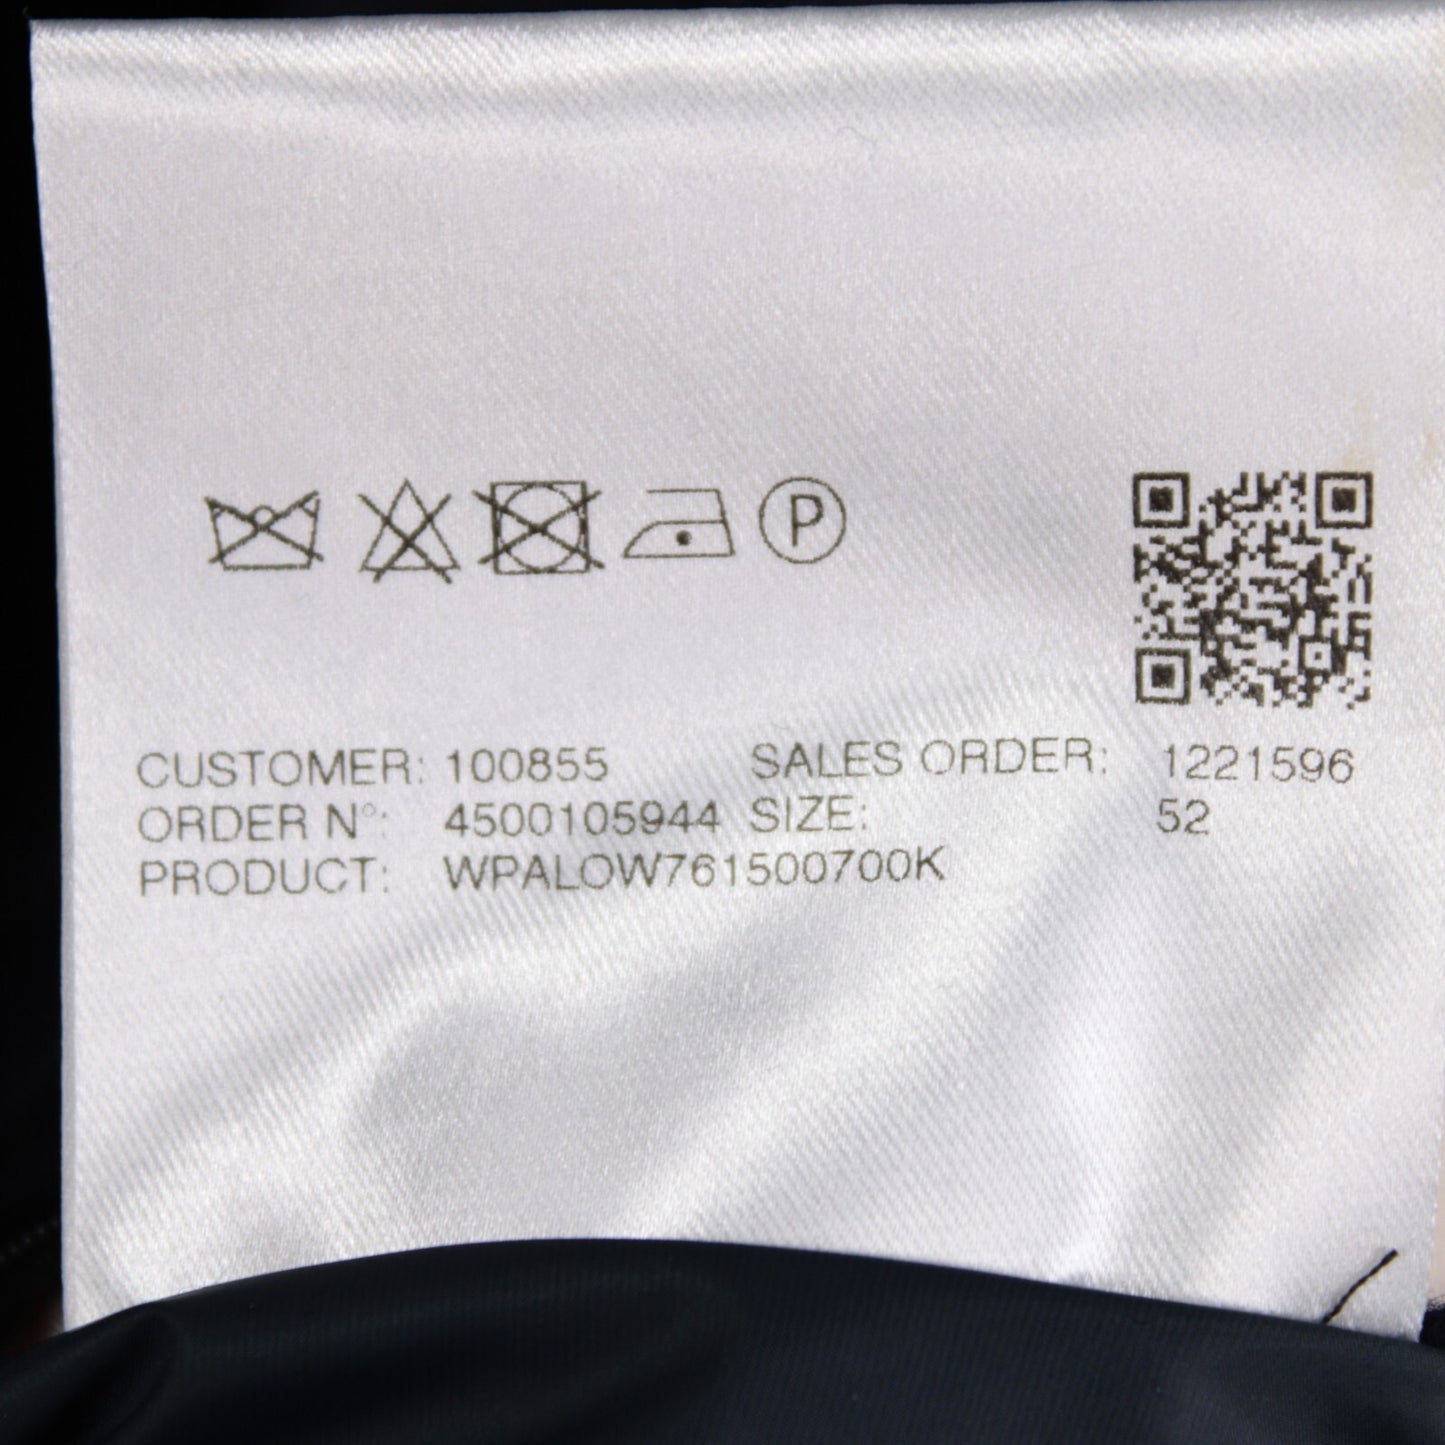 P
CUSTOMER: 100855 SALES ORDER: 1221596
ORDER N°: 4500105944 SIZE: 52
PRODUCT: WPALOW761500700K